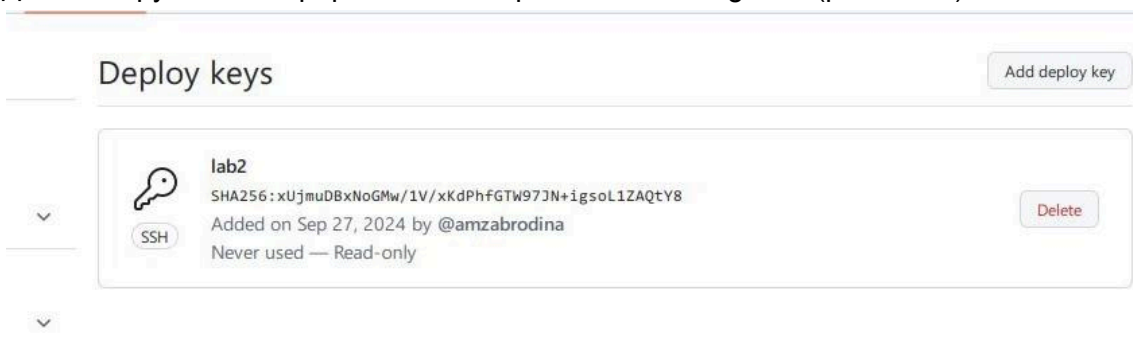 Deploy keys
Add deploy key
lab2
SHA256:xUjmuDBxNoGMw/1V/xKdPhfGTW97JN+igsoL1ZAQtY8
SSH
Added on Sep 27, 2024 by @amzabrodina
Never used — Read-only
Delete